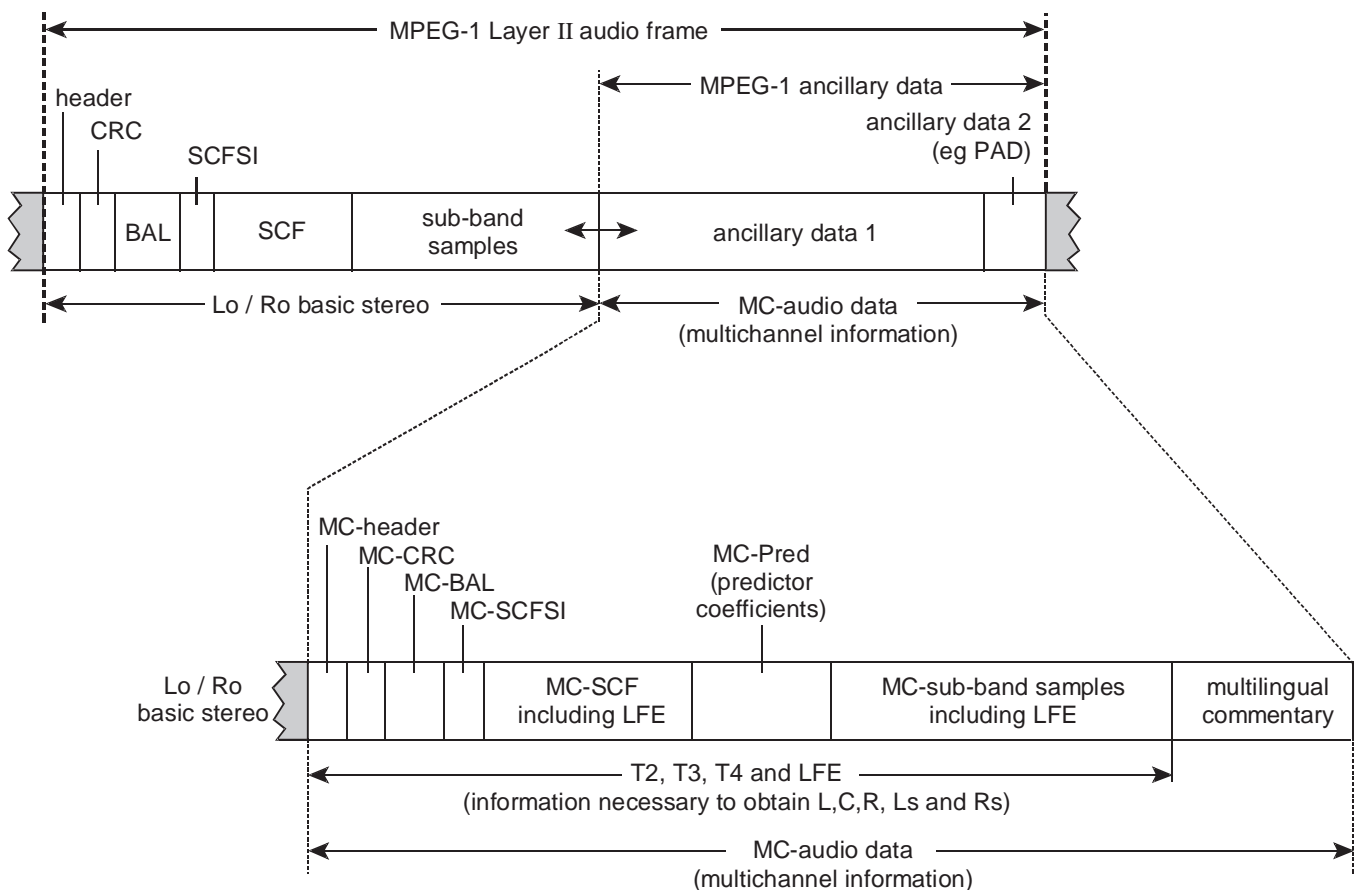 MPEG-1 Layer II audio frame
MPEG-1 ancillary data
header
CRC
SCFSI
ancillary data 2
(eg PAD)
BAL
SCF
sub-band
samples
ancillary data 1
Lo / Ro basic stereo
MC-audio data
(multichannel information)
MC-header
MC-CRC
MC-BAL
MC-SCFSI
MC-Pred
(predictor
coefficients)
Lo / Ro
basic stereo
MC-SCF
including LFE
MC-sub-band samples
including LFE
multilingual
commentary
T2, T3, T4 and LFE
(information necessary to obtain L,C,R, Ls and Rs)
MC-audio data
(multichannel information)